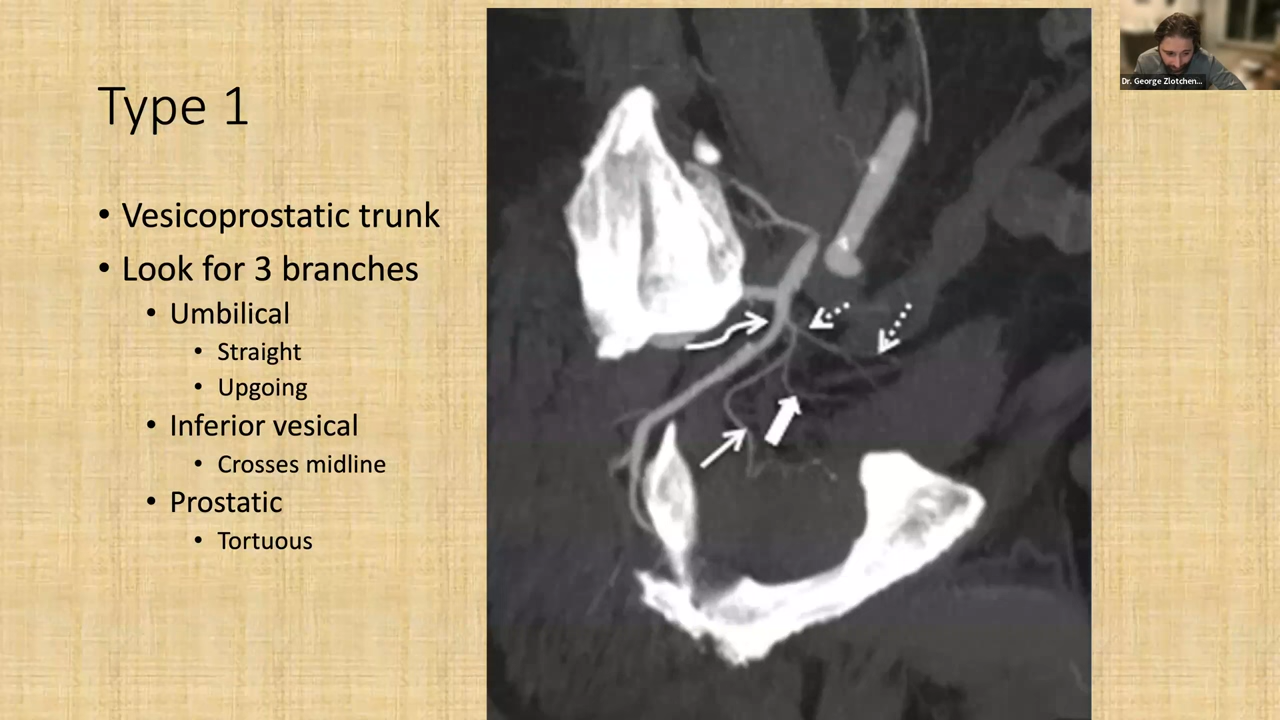 Type 1
• Vesicoprostatic trunk
• Look for 3 branches
• Umbilical
• Straight
• Upgoing
• Inferior vesical
• Crosses midline
• Prostatic
• Tortuous
Dr. George Zlotchen...